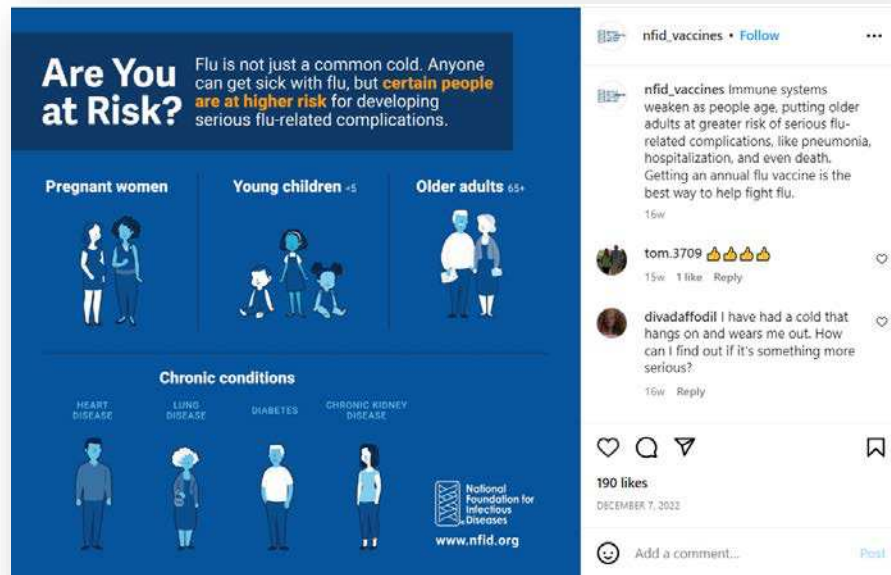 Are You
at Risk?
Flu is not just a common cold. Anyone
can get sick with flu, but certain people
are at higher risk for developing
serious flu-related complications.
Pregnant women
Young children <5
Older adults 65+
Chronic conditions
HEART
DISEASE
LUNG
DISEASE
DIABETES
CHRONIC KIDNEY
DISEASE
National
Foundation for
Infectious
Diseases
www.nfid.org
nfid_vaccines • Follow
nfid_vaccines Immune systems
weaken as people age, putting older
adults at greater risk of serious flu-
related complications, like pneumonia,
hospitalization, and even death.
Getting an annual flu vaccine is the
best way to help fight flu.
16w
tom.3709 👍👍👍👍
15w 1 like Reply
divadaffodil I have had a cold that
hangs on and wears me out. How
can I find out if it's something more
serious?
16w Reply
190 likes
DECEMBER 7, 2022
Add a comment...
Post